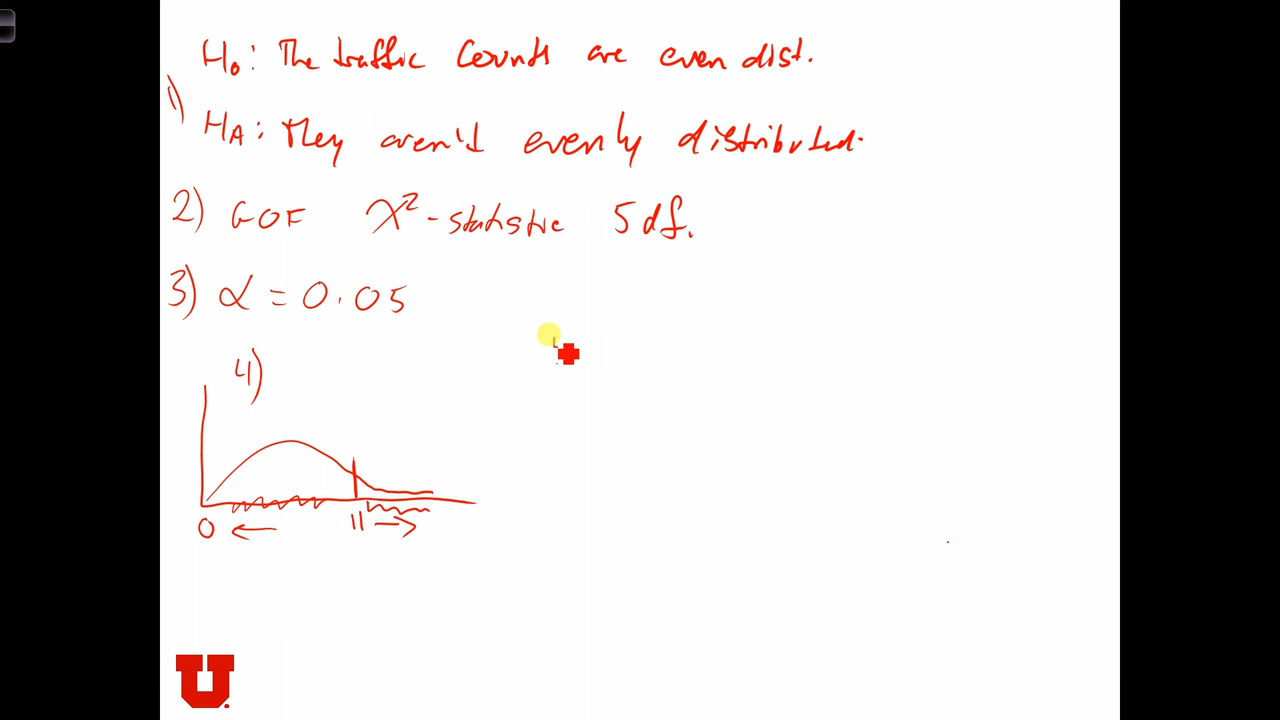 H₀: The traffic counts are even dist.
1)
HA: They aren't evenly distributed.
2) GOF χ²-statistic 5 df.
3) α = 0.05
4)
0 ← 11 →
U